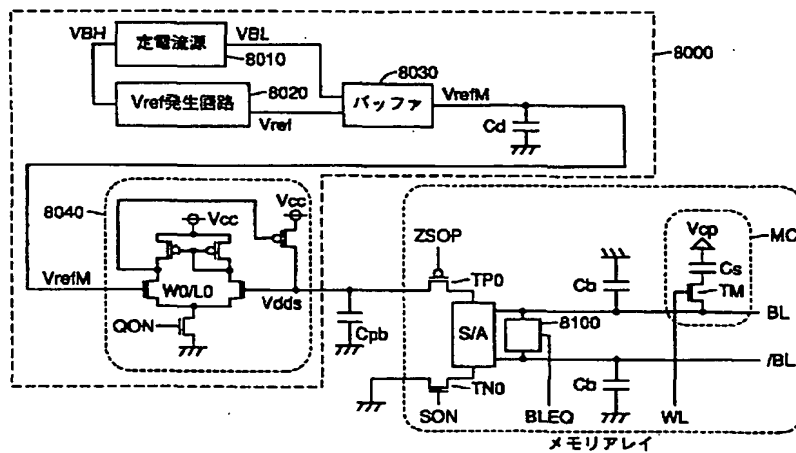 VBH
定電流源
VBL
8010
8000
8030
Vref発生回路
8020
Vref
バッファ
VrefM
Cd
8040
Vcc
Vcc
VrefM
W0/L0
Vdds
QON
Cpb
ZSOP
TP0
S/A
TN0
SON
8100
BLEQ
Cb
Cb
Vcp
Cs
TM
MC
BL
/BL
WL
メモリアレイ